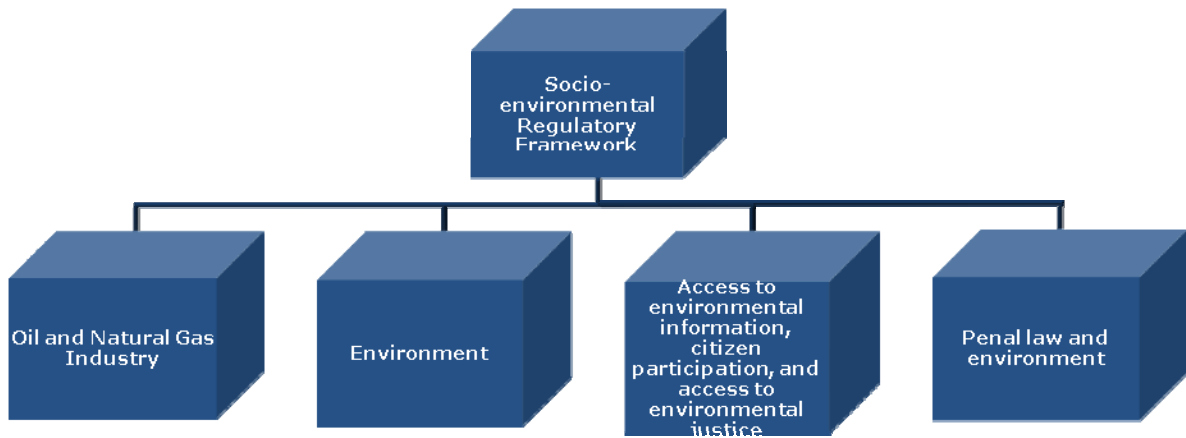 Socio-
environmental
Regulatory
Framework
Oil and Natural Gas
Industry
Environment
Access to
environmental
information,
citizen
participation, and
access to
environmental
justice
Penal law and
environment